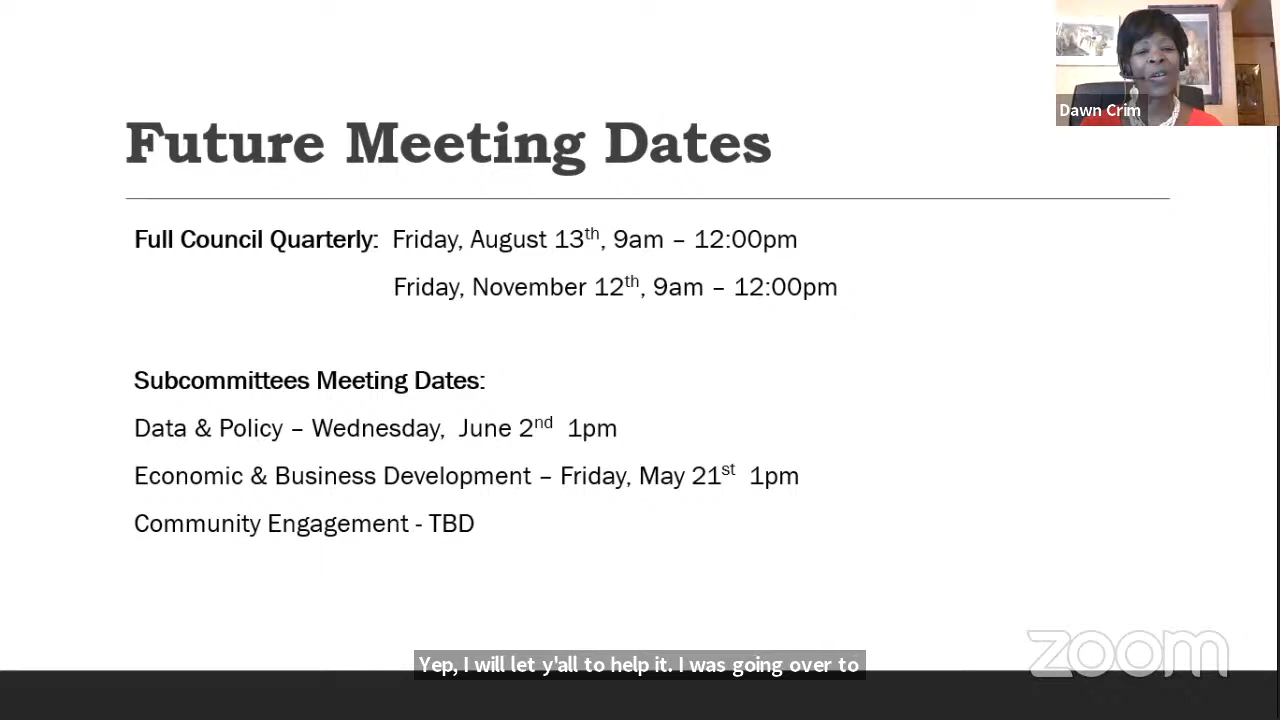 Dawn Crim
Future Meeting Dates
Full Council Quarterly: Friday, August 13th, 9am – 12:00pm
Friday, November 12th, 9am – 12:00pm
Subcommittees Meeting Dates:
Data & Policy – Wednesday, June 2nd 1pm
Economic & Business Development – Friday, May 21st 1pm
Community Engagement - TBD
zoom
Yep, I will let y'all to help it. I was going over to